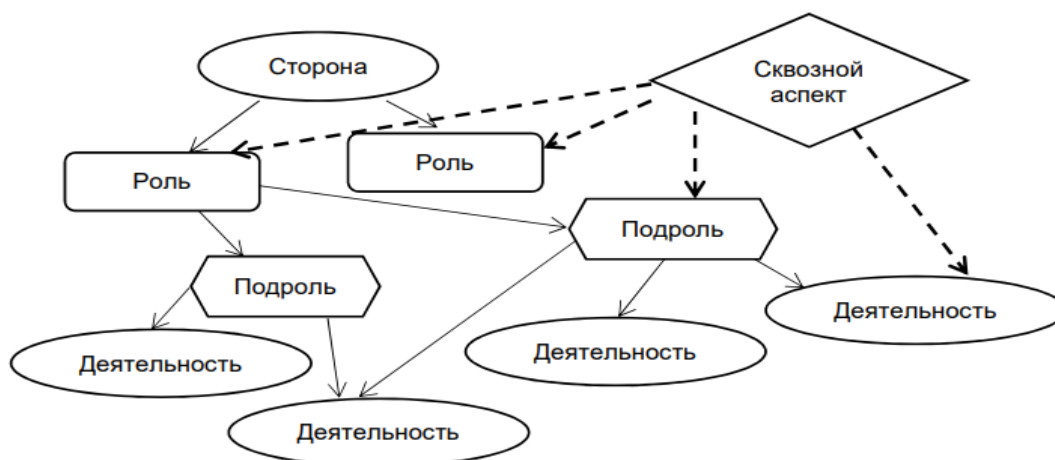 Сторона
Сквозной
аспект
Роль
Роль
Подроль
Подроль
Деятельность
Деятельность
Деятельность
Деятельность